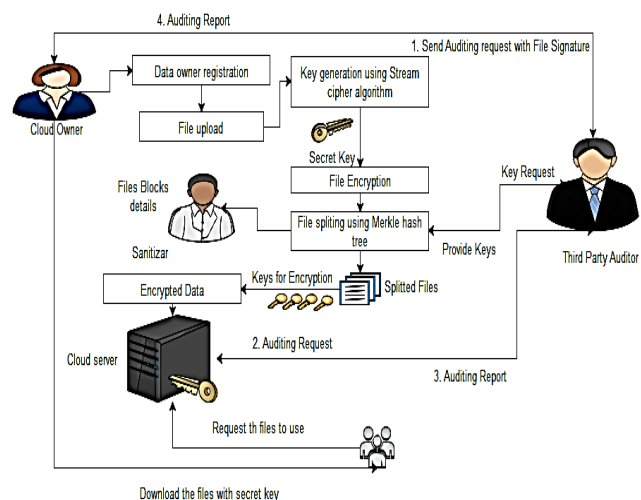 4. Auditing Report
1. Send Auditing request with File Signature
Data owner registration
Key generation using Stream
cipher algorithm
Cloud Owner
File upload
Secret Key
Key Request
File Encryption
Files Blocks
details
File spliting using Merkle hash
tree
Sanitizar
Provide Keys
Third Party Auditor
Encrypted Data
Keys for Encryption
Splitted Files
Cloud server
2. Auditing Request
3. Auditing Report
Request th files to use
Download the files with secret key